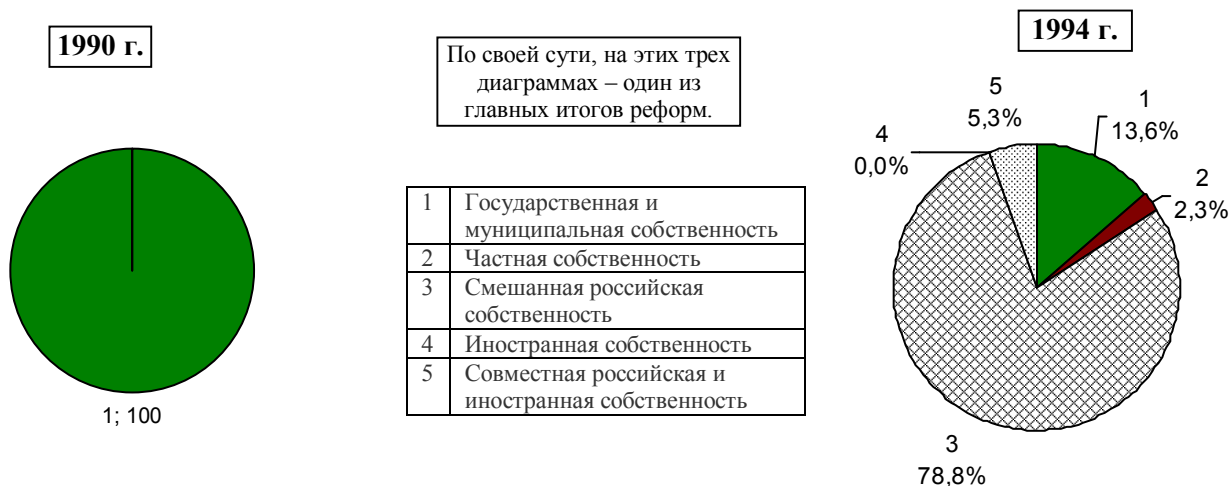 1990 г.
1; 100
По своей сути, на этих трех
диаграммах – один из
главных итогов реформ.
1 Государственная и
муниципальная собственность
2 Частная собственность
3 Смешанная российская
собственность
4 Иностранная собственность
5 Совместная российская и
иностранная собственность
1994 г.
5
5,3%
1
13,6%
4
0,0%
2
2,3%
3
78,8%